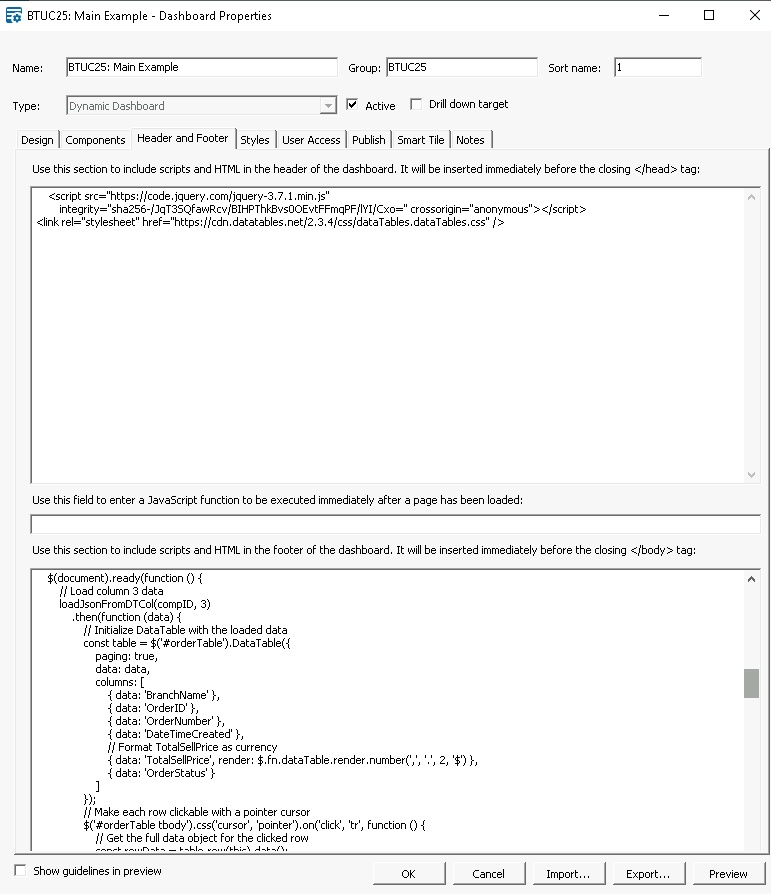 BTUC25: Main Example - Dashboard Properties
Name: BTUC25: Main Example Group: BTUC25 Sort name: 1
Type: Dynamic Dashboard Active Drill down target
Design Components Header and Footer Styles User Access Publish Smart Tile Notes
Use this section to include scripts and HTML in the header of the dashboard. It will be inserted immediately before the closing </head> tag:
<script src="https://code.jquery.com/jquery-3.7.1.min.js"
integrity="sha256-/JqT3SQfawRcv/BIHPThkBvs0OEvtFFmqPF/lYI/Cxo=" crossorigin="anonymous"></script>
<link rel="stylesheet" href="https://cdn.datatables.net/2.3.4/css/dataTables.dataTables.css" />
Use this field to enter a JavaScript function to be executed immediately after a page has been loaded:
Use this section to include scripts and HTML in the footer of the dashboard. It will be inserted immediately before the closing </body> tag:
$(document).ready(function () {
// Load column 3 data
loadJsonFromDTCol(compID, 3)
.then(function (data) {
// Initialize DataTable with the loaded data
const table = $('#orderTable').DataTable({
paging: true,
data: data,
columns: [
{ data: 'BranchName' },
{ data: 'OrderID' },
{ data: 'OrderNumber' },
{ data: 'DateTimeCreated' },
// Format TotalSellPrice as currency
{ data: 'TotalSellPrice', render: $.fn.dataTable.render.number(',', '.', 2, '$') },
{ data: 'OrderStatus' }
]
});
// Make each row clickable with a pointer cursor
$('#orderTable tbody').css('cursor', 'pointer').on('click', 'tr', function () {
// Get the full data object for the clicked row
const rowData = table.row(this).data();
Show guidelines in preview OK Cancel Import... Export... Preview